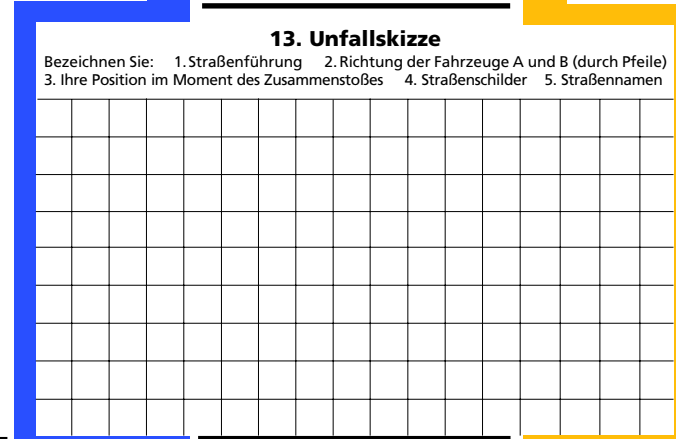 13. Unfallskizze
Bezeichnen Sie: 1. Straßenführung 2. Richtung der Fahrzeuge A und B (durch Pfeile)
3. Ihre Position im Moment des Zusammenstoßes 4. Straßenschilder 5. Straßennamen